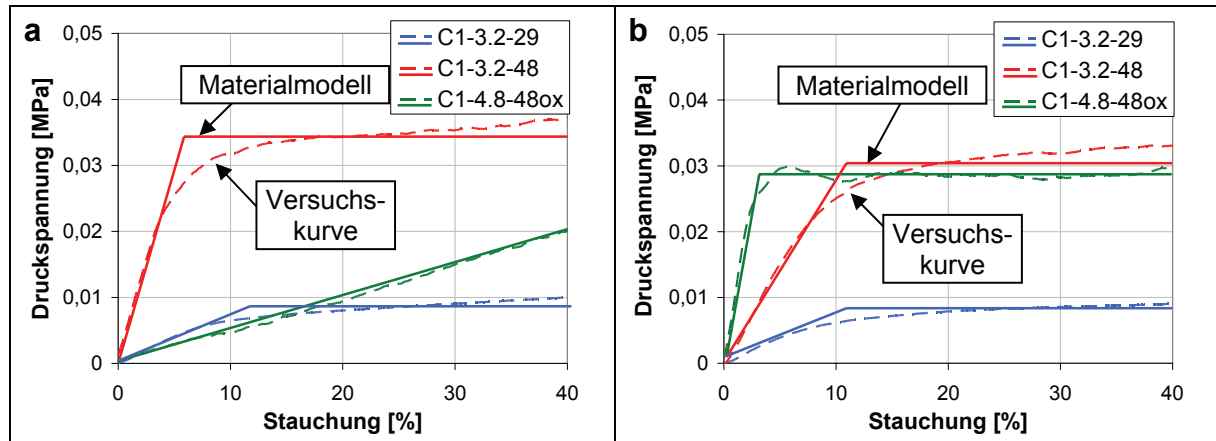 a
0,05
0,04
0,03
0,02
0,01
0
Druckspannung [MPa]
C1-3.2-29
C1-3.2-48
C1-4.8-48ox
Materialmodell
Versuchs-
kurve
0 10 20 30 40
Stauchung [%]
b
0,05
0,04
0,03
0,02
0,01
0
Druckspannung [MPa]
C1-3.2-29
C1-3.2-48
C1-4.8-48ox
Materialmodell
Versuchs-
kurve
0 10 20 30 40
Stauchung [%]